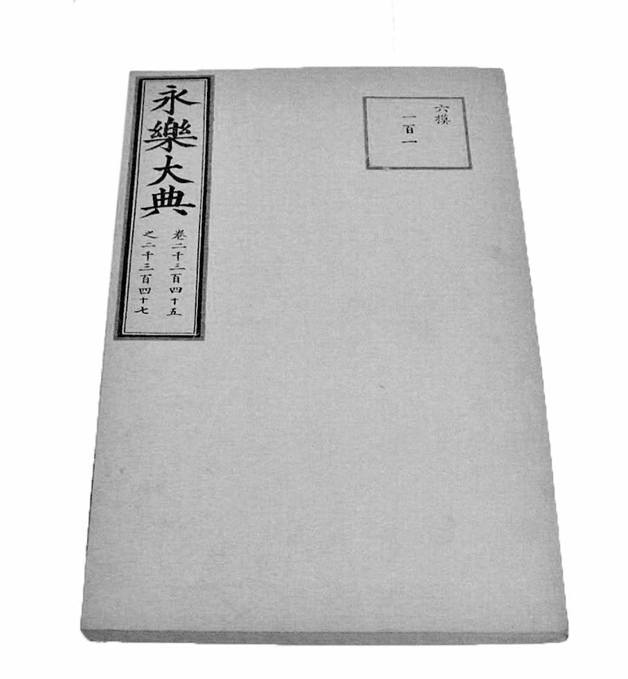 六模
一百一
永樂大典
卷二千三百四十五
之二千三百四十七